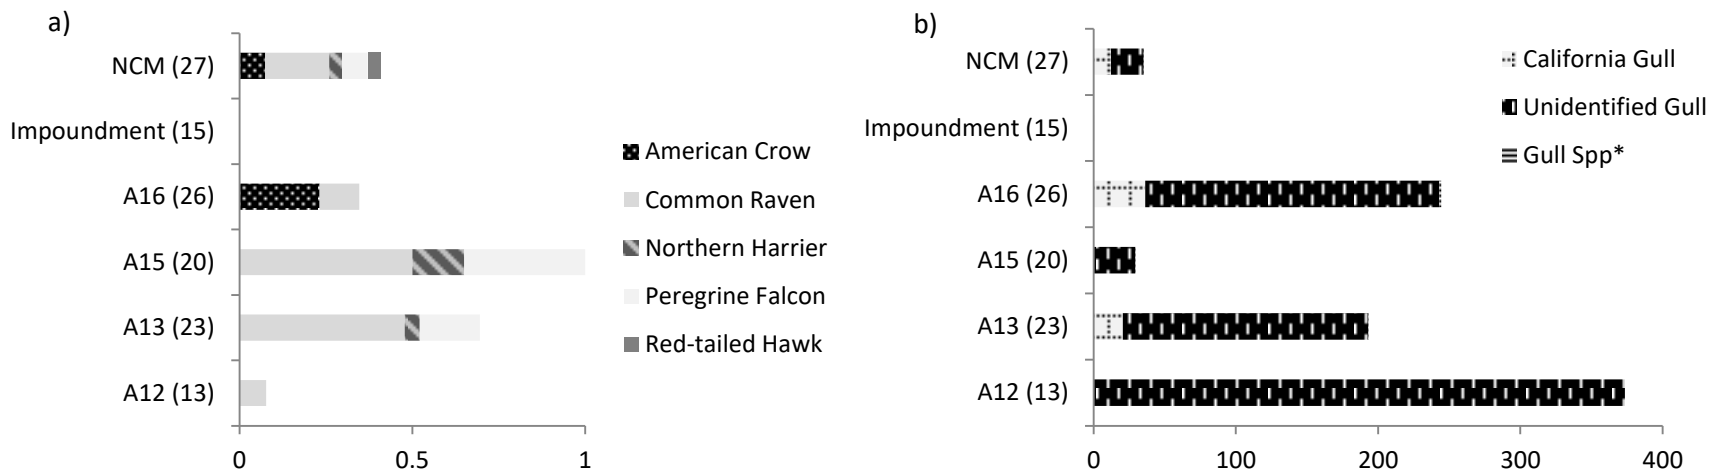 a)
NCM (27)
Impoundment (15)
A16 (26)
A15 (20)
A13 (23)
A12 (13)
0 0.5 1
American Crow
Common Raven
Northern Harrier
Peregrine Falcon
Red-tailed Hawk
b)
NCM (27)
Impoundment (15)
A16 (26)
A15 (20)
A13 (23)
A12 (13)
0 100 200 300 400
California Gull
Unidentified Gull
Gull Spp*